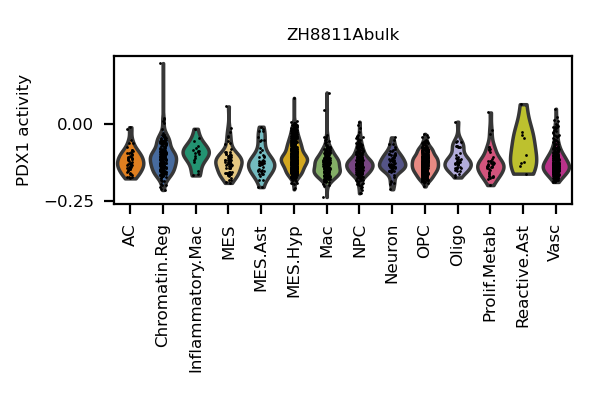 ZH8811Abulk
PDX1 activity
0.00
−0.25
AC
Chromatin.Reg
Inflammatory.Mac
MES
MES.Ast
MES.Hyp
Mac
NPC
Neuron
OPC
Oligo
Prolif.Metab
Reactive.Ast
Vasc